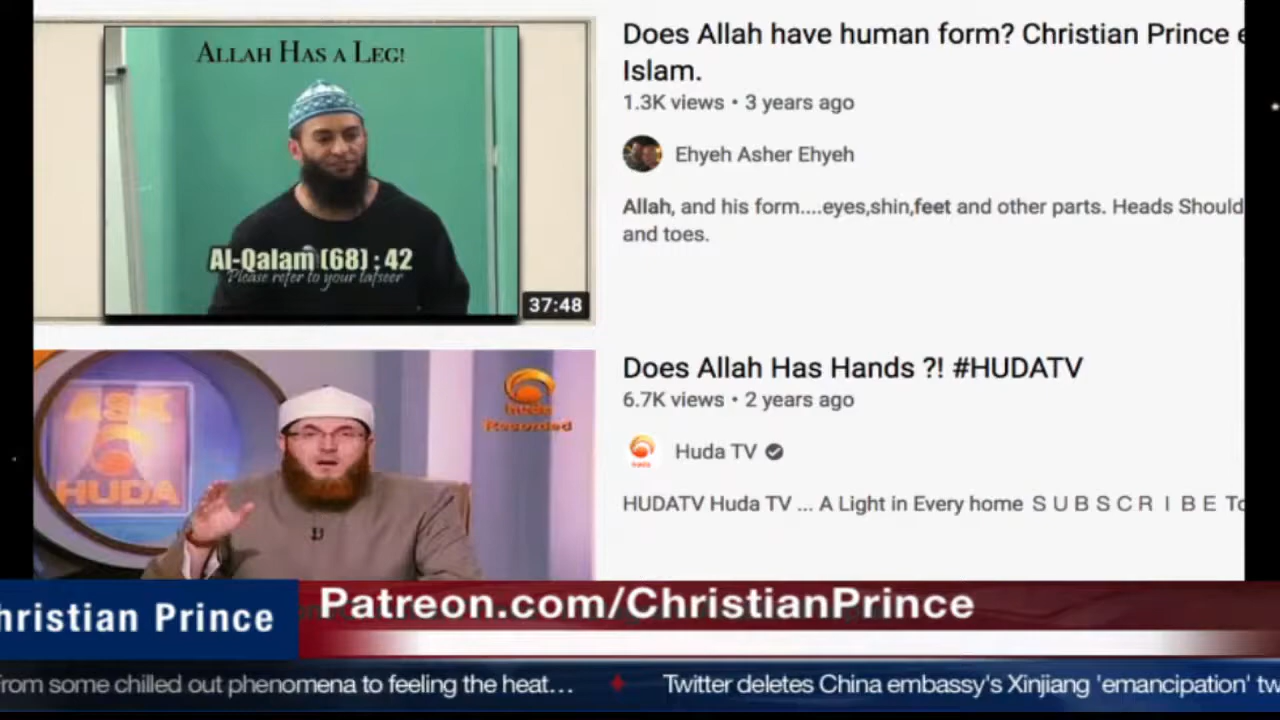 ALLAH HAS A LEG!
Al-Qalam (68) : 42
Please refer to your tafseer
37:48
Does Allah have human form? Christian Prince e
Islam.
1.3K views • 3 years ago
Ehyeh Asher Ehyeh
Allah, and his form....eyes,shin,feet and other parts. Heads Should
and toes.
ASK
HUDA
huda
Recorded
Does Allah Has Hands ?! #HUDATV
6.7K views • 2 years ago
Huda TV
HUDATV Huda TV ... A Light in Every home S U B S C R I B E To
hristian Prince
Patreon.com/ChristianPrince
From some chilled out phenomena to feeling the heat...
Twitter deletes China embassy's Xinjiang 'emancipation' tw